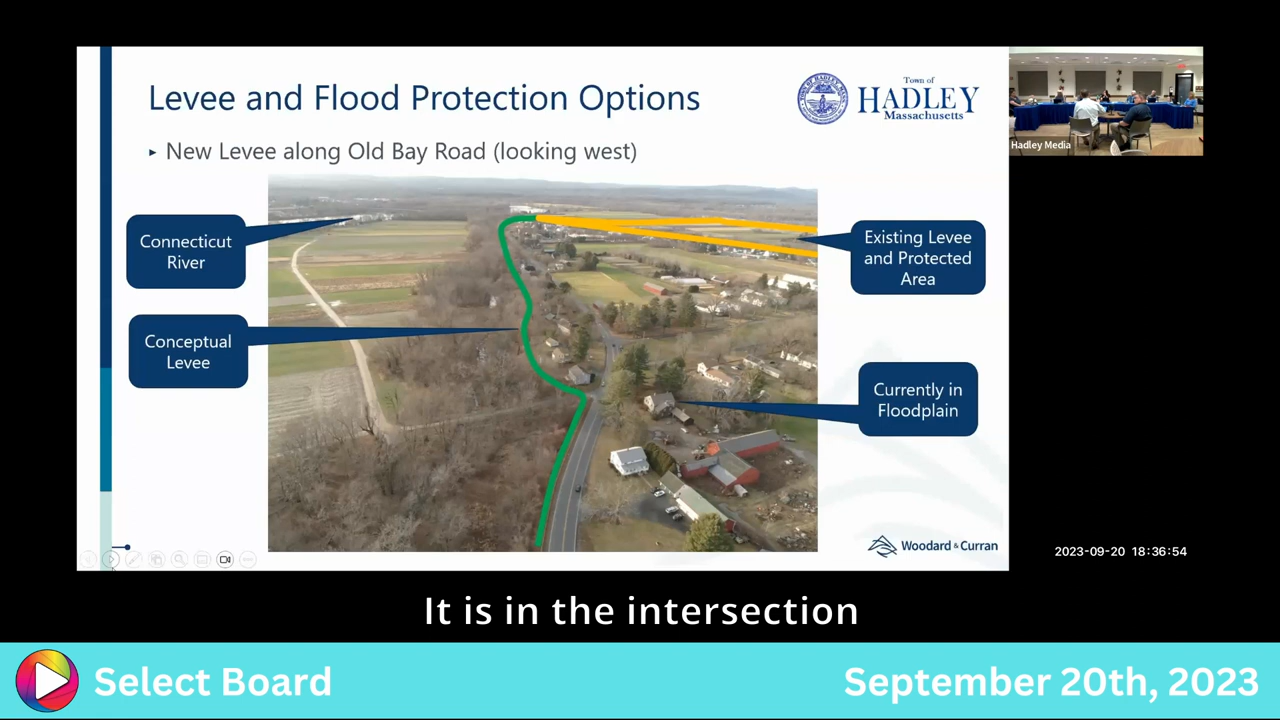 Levee and Flood Protection Options
Town of
HADLEY
Massachusetts
New Levee along Old Bay Road (looking west)
Hadley Media
Connecticut
River
Existing Levee
and Protected
Area
Conceptual
Levee
Currently in
Floodplain
Woodard & Curran
2023-09-20 18:36:54
It is in the intersection
Select Board
September 20th, 2023